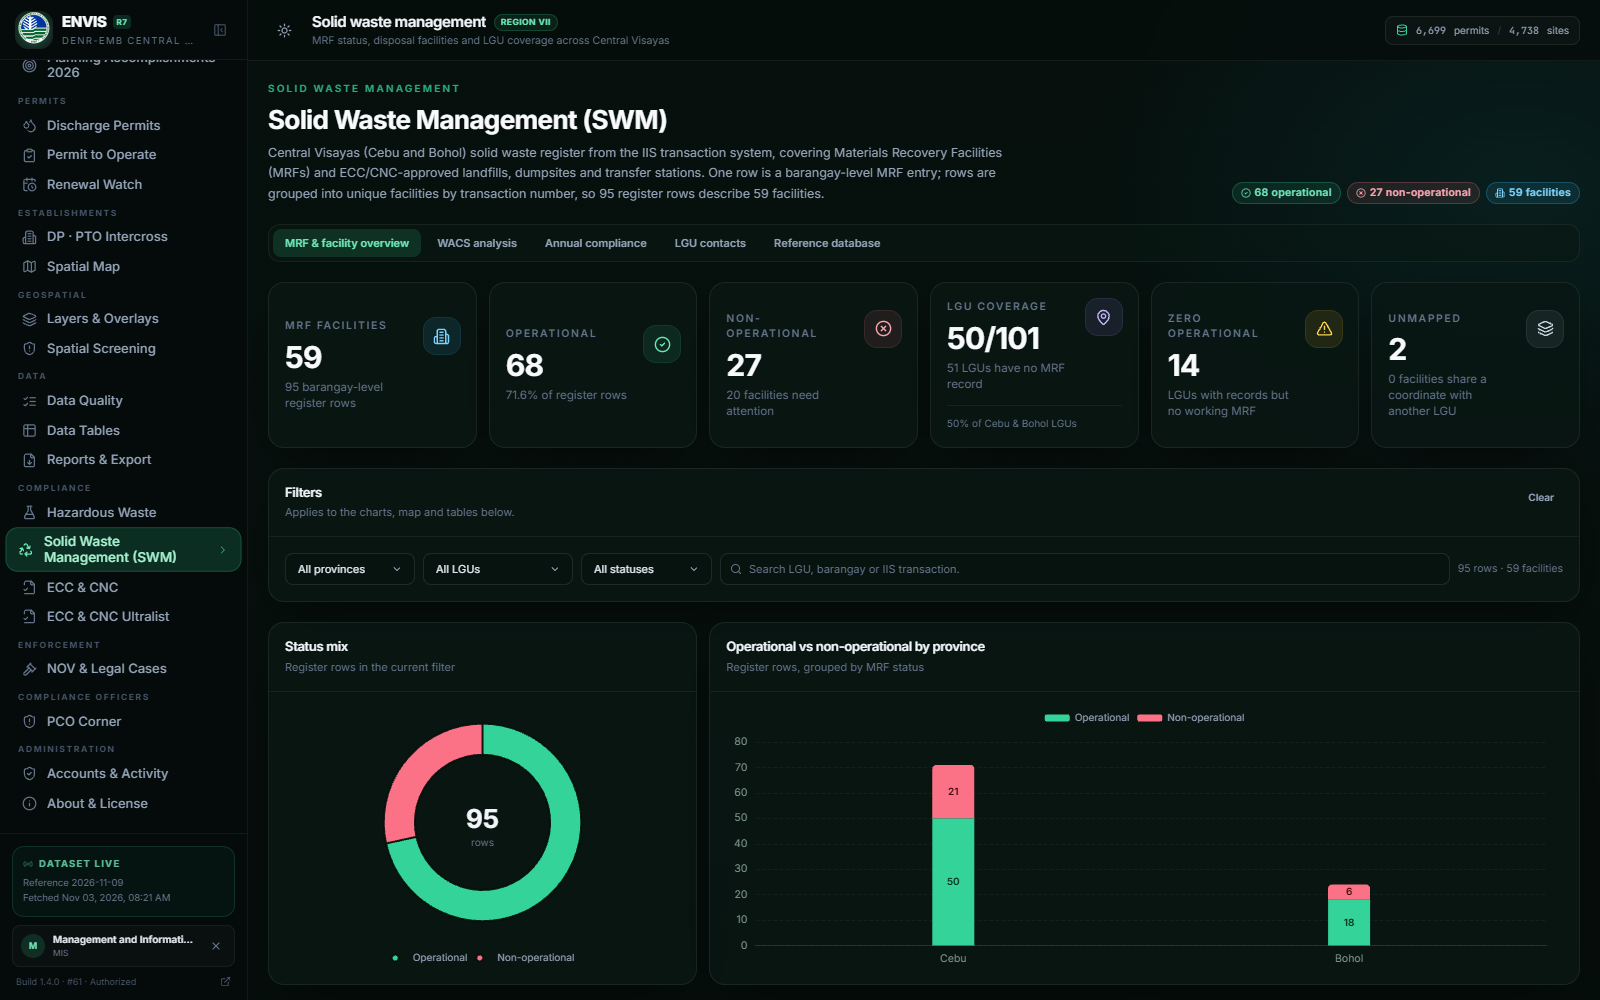 ENVIS R7
DENR-EMB CENTRAL ...
Planning Accomplishments
2026
PERMITS
Discharge Permits
Permit to Operate
Renewal Watch
ESTABLISHMENTS
DP · PTO Intercross
Spatial Map
GEOSPATIAL
Layers & Overlays
Spatial Screening
DATA
Data Quality
Data Tables
Reports & Export
COMPLIANCE
Hazardous Waste
Solid Waste
Management (SWM)
ECC & CNC
ECC & CNC Ultralist
ENFORCEMENT
NOV & Legal Cases
COMPLIANCE OFFICERS
PCO Corner
ADMINISTRATION
Accounts & Activity
About & License
DATASET LIVE
Reference 2026-11-09
Fetched Nov 03, 2026, 08:21 AM
M
Management and Informati...
MIS
Build 1.4.0 · #61 · Authorized
Solid waste management REGION VII
MRF status, disposal facilities and LGU coverage across Central Visayas
6,699 permits / 4,738 sites
SOLID WASTE MANAGEMENT
Solid Waste Management (SWM)
Central Visayas (Cebu and Bohol) solid waste register from the IIS transaction system, covering Materials Recovery Facilities
(MRFs) and ECC/CNC-approved landfills, dumpsites and transfer stations. One row is a barangay-level MRF entry; rows are
grouped into unique facilities by transaction number, so 95 register rows describe 59 facilities.
68 operational
27 non-operational
59 facilities
MRF & facility overview
WACS analysis
Annual compliance
LGU contacts
Reference database
MRF FACILITIES
59
95 barangay-level
register rows
OPERATIONAL
68
71.6% of register rows
NON-
OPERATIONAL
27
20 facilities need
attention
LGU COVERAGE
50/101
51 LGUs have no MRF
record
50% of Cebu & Bohol LGUs
ZERO
OPERATIONAL
14
LGUs with records but
no working MRF
UNMAPPED
2
0 facilities share a
coordinate with
another LGU
Filters
Applies to the charts, map and tables below.
Clear
All provinces
All LGUs
All statuses
Search LGU, barangay or IIS transaction.
95 rows · 59 facilities
Status mix
Register rows in the current filter
95
rows
Operational
Non-operational
Operational vs non-operational by province
Register rows, grouped by MRF status
Operational
Non-operational
80
70
60
50
40
30
20
10
0
21
50
6
18
Cebu
Bohol